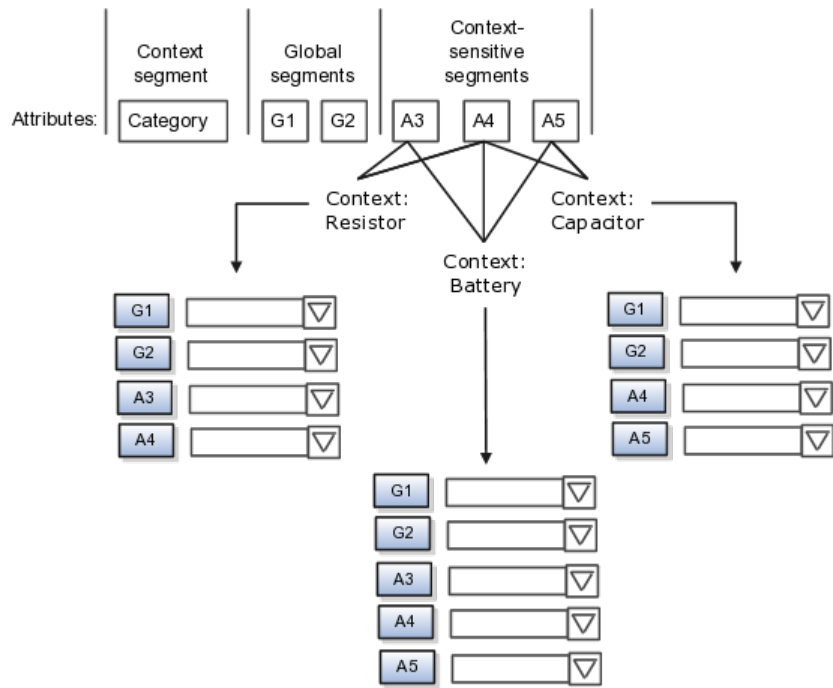 Context
segment
Global
segments
Context-
sensitive
segments
Attributes:
Category
G1
G2
A3
A4
A5
Context:
Resistor
Context:
Battery
Context:
Capacitor
G1
G2
A3
A4
G1
G2
A3
A4
A5
G1
G2
A4
A5